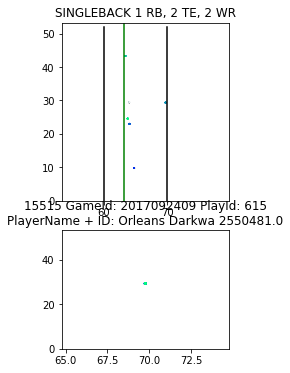 SINGLEBACK 1 RB, 2 TE, 2 WR
50
40
30
20
10
0
60 70
15515 GameId: 2017092409 PlayId: 615
PlayerName + ID: Orleans Darkwa 2550481.0
40
20
0
65.0 67.5 70.0 72.5